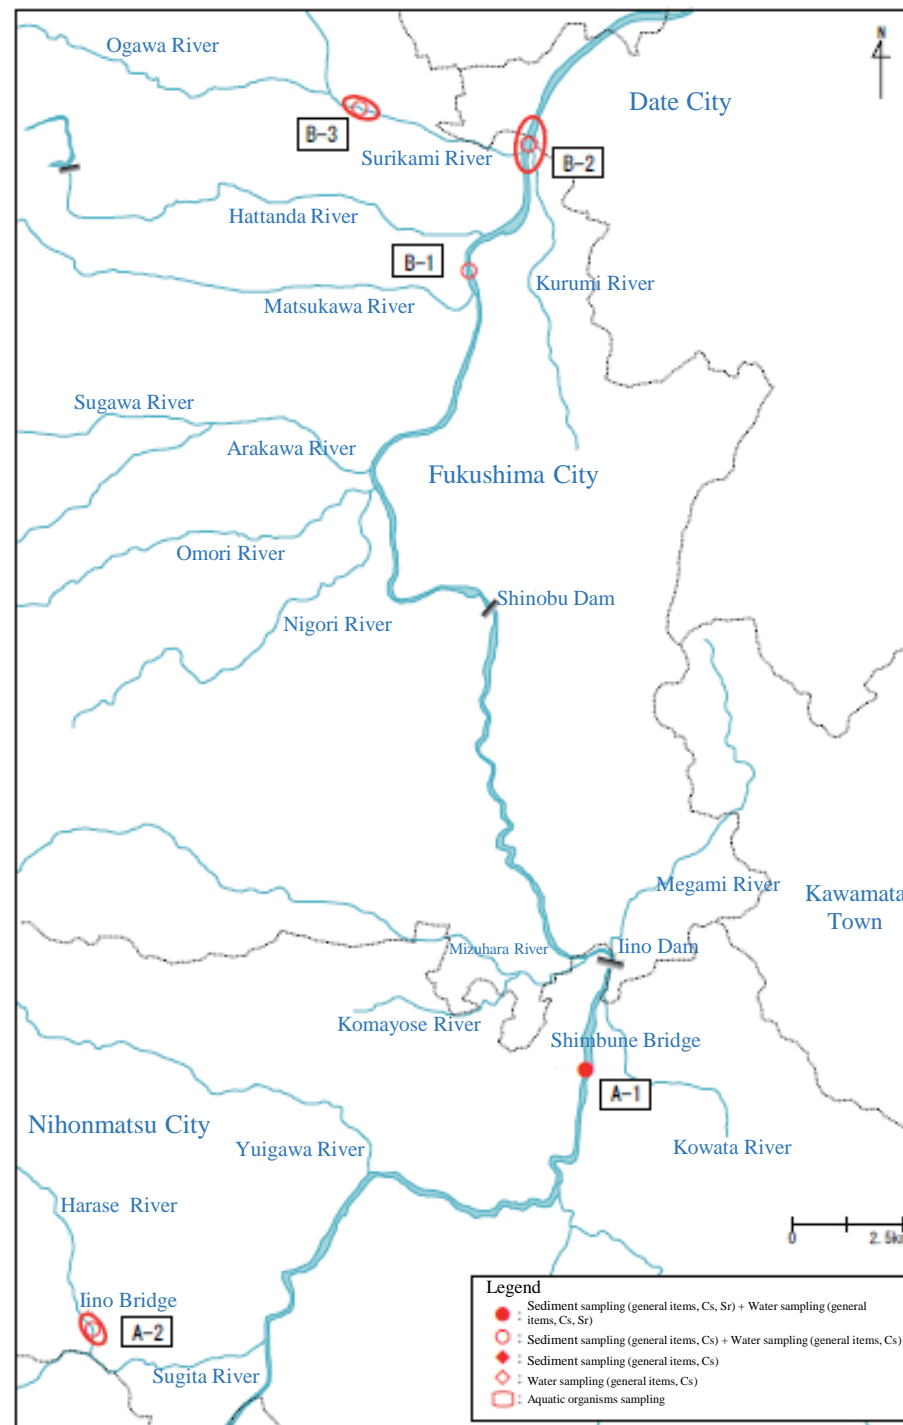 Ogawa River
N
Date City
B-3
Surikami River
B-2
Hattanda River
B-1
Kurumi River
Matsukawa River
Sugawa River
Arakawa River
Fukushima City
Omori River
Shinobu Dam
Nigori River
Megami River
Kawamata
Town
Mizuhara River
Iino Dam
Komayose River
Shimbune Bridge
A-1
Nihonmatsu City
Yuigawa River
Kowata River
Harase River
0 2.5km
Iino Bridge
A-2
Sugita River
Legend
: Sediment sampling (general items, Cs, Sr) + Water sampling (general
items, Cs, Sr)
: Sediment sampling (general items, Cs) + Water sampling (general items, Cs)
: Sediment sampling (general items, Cs)
: Water sampling (general items, Cs)
: Aquatic organisms sampling